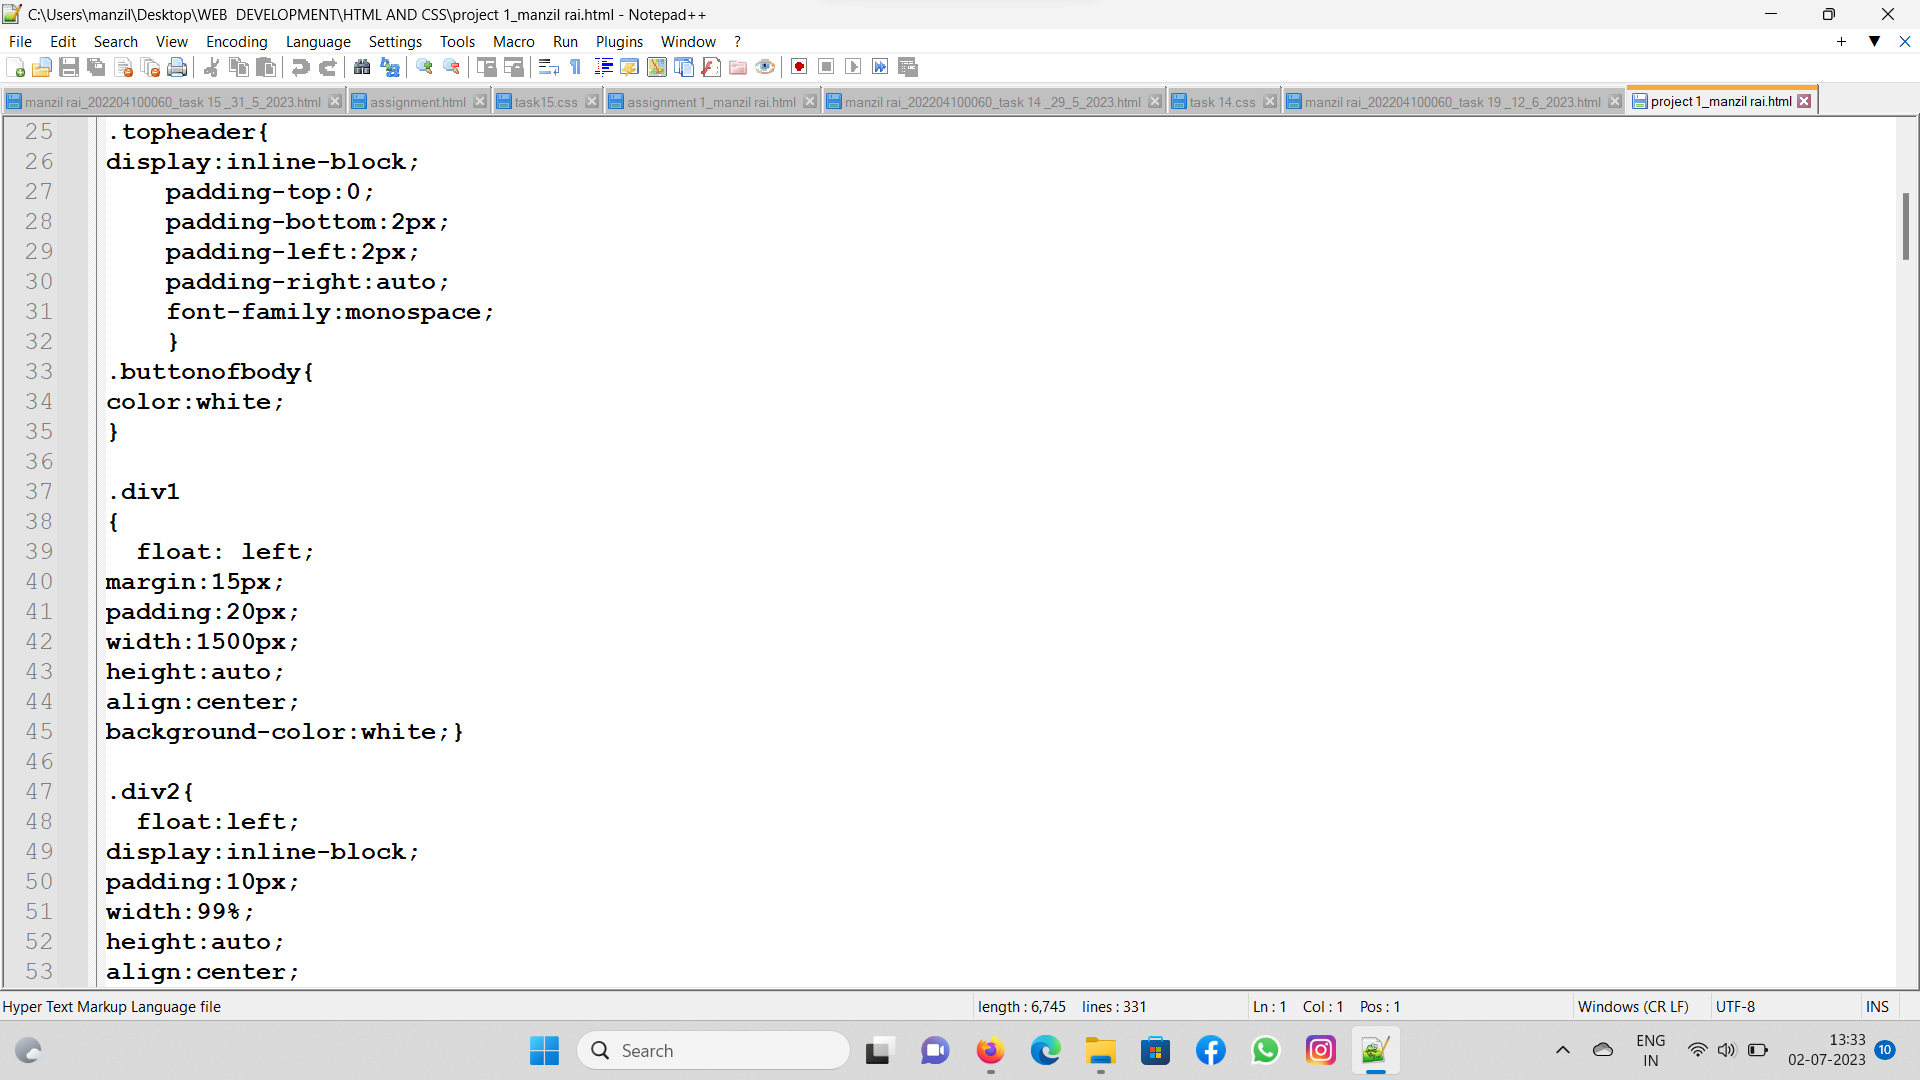 C:\Users\manzil\Desktop\WEB  DEVELOPMENT\HTML AND CSS\project 1_manzil rai.html - Notepad++
File Edit Search View Encoding Language Settings Tools Macro Run Plugins Window ?
manzil rai_202204100060_task 15 _31_5_2023.html assignment.html task15.css assignment 1_manzil rai.html manzil rai_202204100060_task 14 _29_5_2023.html task 14.css manzil rai_202204100060_task 19 _12_6_2023.html project 1_manzil rai.html
25 .topheader{
26 display:inline-block;
27     padding-top:0;
28     padding-bottom:2px;
29     padding-left:2px;
30     padding-right:auto;
31     font-family:monospace;
32     }
33 .buttonofbody{
34 color:white;
35 }
36
37 .div1
38 {
39   float: left;
40 margin:15px;
41 padding:20px;
42 width:1500px;
43 height:auto;
44 align:center;
45 background-color:white;}
46
47 .div2{
48   float:left;
49 display:inline-block;
50 padding:10px;
51 width:99%;
52 height:auto;
53 align:center;
Hyper Text Markup Language file length : 6,745 lines : 331 Ln : 1 Col : 1 Pos : 1 Windows (CR LF) UTF-8 INS
Search ENG 13:33
IN 02-07-2023 10